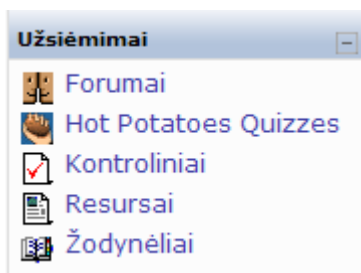 Užsiėmimai
Forumai
Hot Potatoes Quizzes
Kontroliniai
Resursai
Žodynėliai